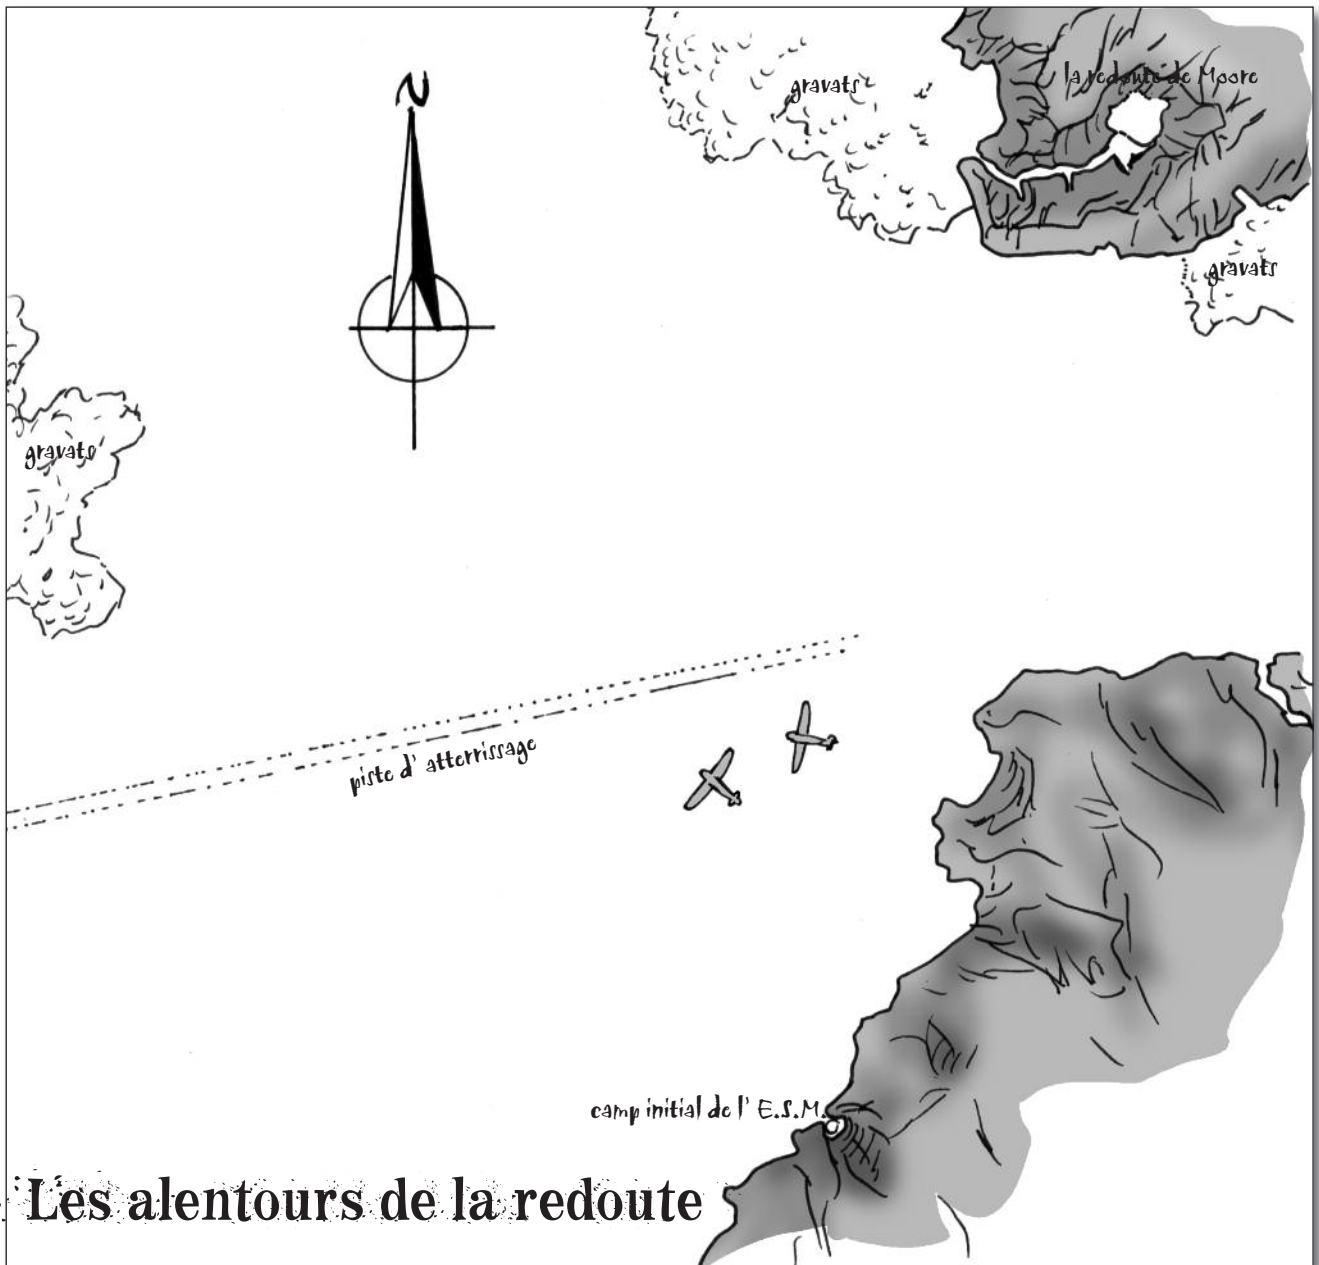 N
gravats
la redoute de Moore
gravats
gravats
piste d' atterrissage
camp initial de l' E.S.M.
Les alentours de la redoute